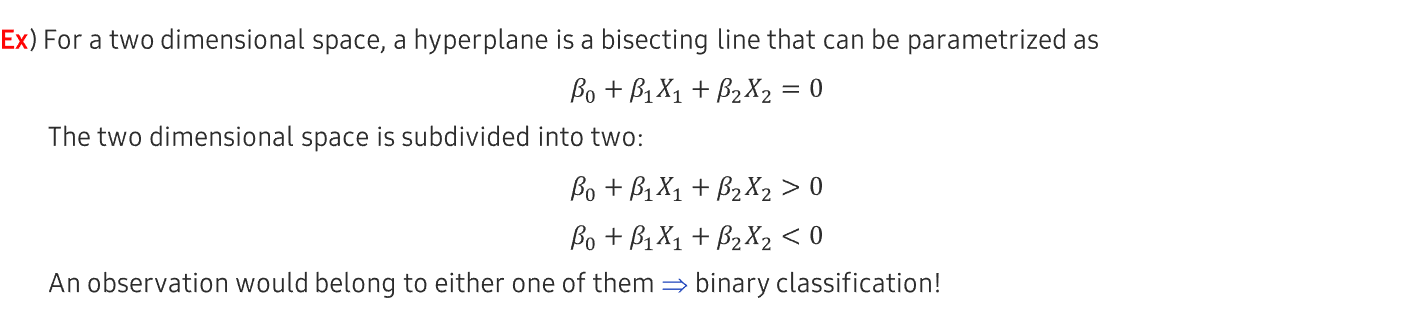 Ex) For a two dimensional space, a hyperplane is a bisecting line that can be parametrized as
β₀ + β₁X₁ + β₂X₂ = 0
The two dimensional space is subdivided into two:
β₀ + β₁X₁ + β₂X₂ > 0
β₀ + β₁X₁ + β₂X₂ < 0
An observation would belong to either one of them ⇒ binary classification!